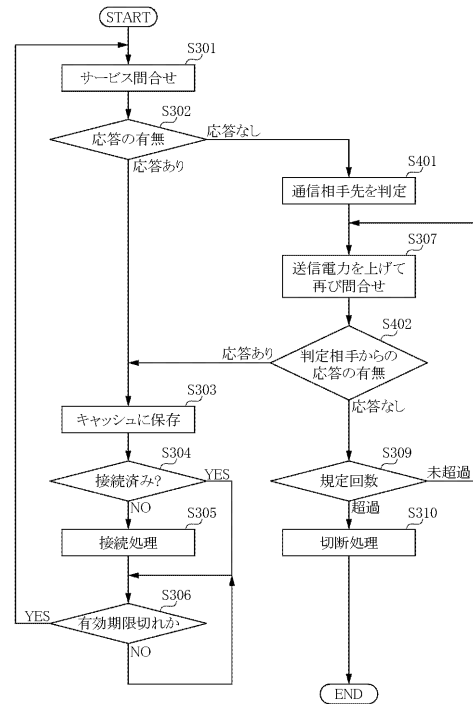 START
S301
サービス問合せ
S302
応答の有無
応答なし
応答あり
S401
通信相手先を判定
S307
送信電力を上げて
再び問合せ
S402
判定相手からの
応答の有無
応答あり
応答なし
S303
キャッシュに保存
S304
接続済み?
YES
NO
S309
規定回数
未超過
超過
S305
接続処理
S310
切断処理
S306
有効期限切れか
YES
NO
END